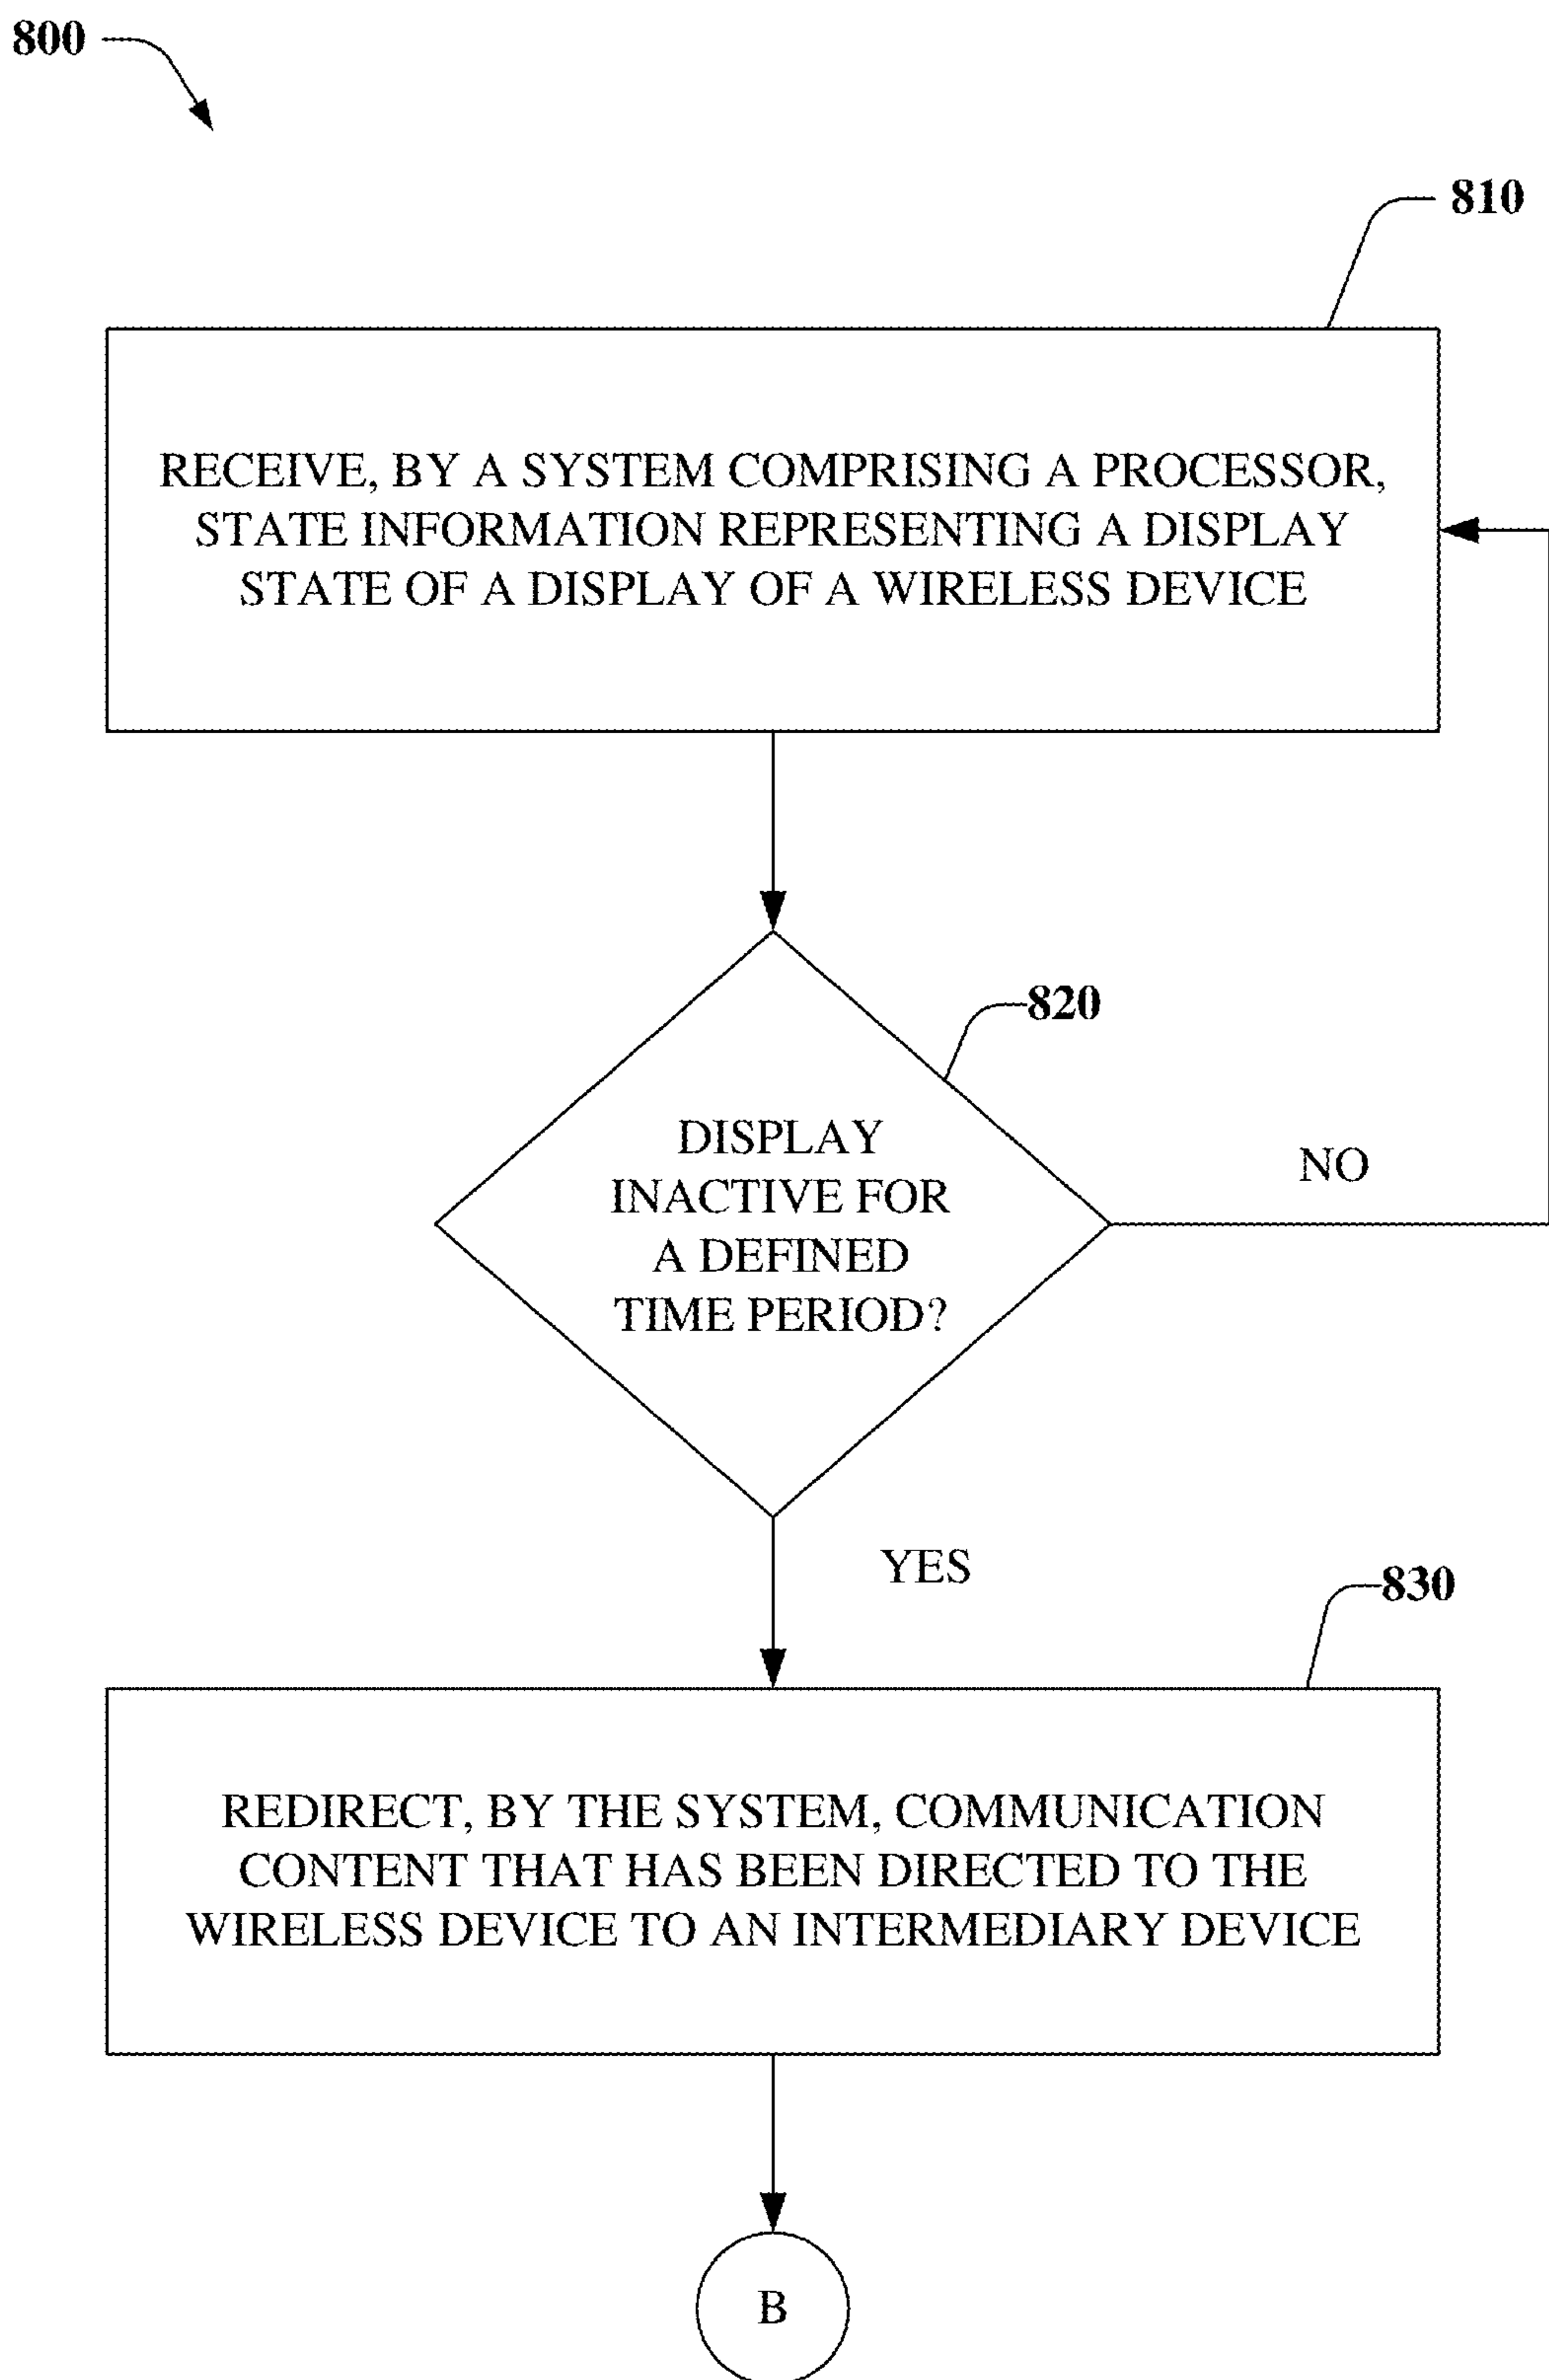 800
810
RECEIVE, BY A SYSTEM COMPRISING A PROCESSOR,
STATE INFORMATION REPRESENTING A DISPLAY
STATE OF A DISPLAY OF A WIRELESS DEVICE
820
DISPLAY
INACTIVE FOR
A DEFINED
TIME PERIOD?
NO
YES
830
REDIRECT, BY THE SYSTEM, COMMUNICATION
CONTENT THAT HAS BEEN DIRECTED TO THE
WIRELESS DEVICE TO AN INTERMEDIARY DEVICE
B